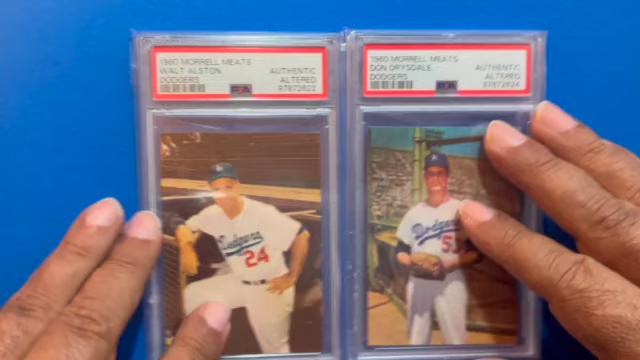 1960 MORRELL MEATS
WALT ALSTON AUTHENTIC
DODGERS ALTERED
97872622
1960 MORRELL MEATS
DON DRYSDALE AUTHENTIC
DODGERS ALTERED
97872624
Dodgers
24
Dodgers
53